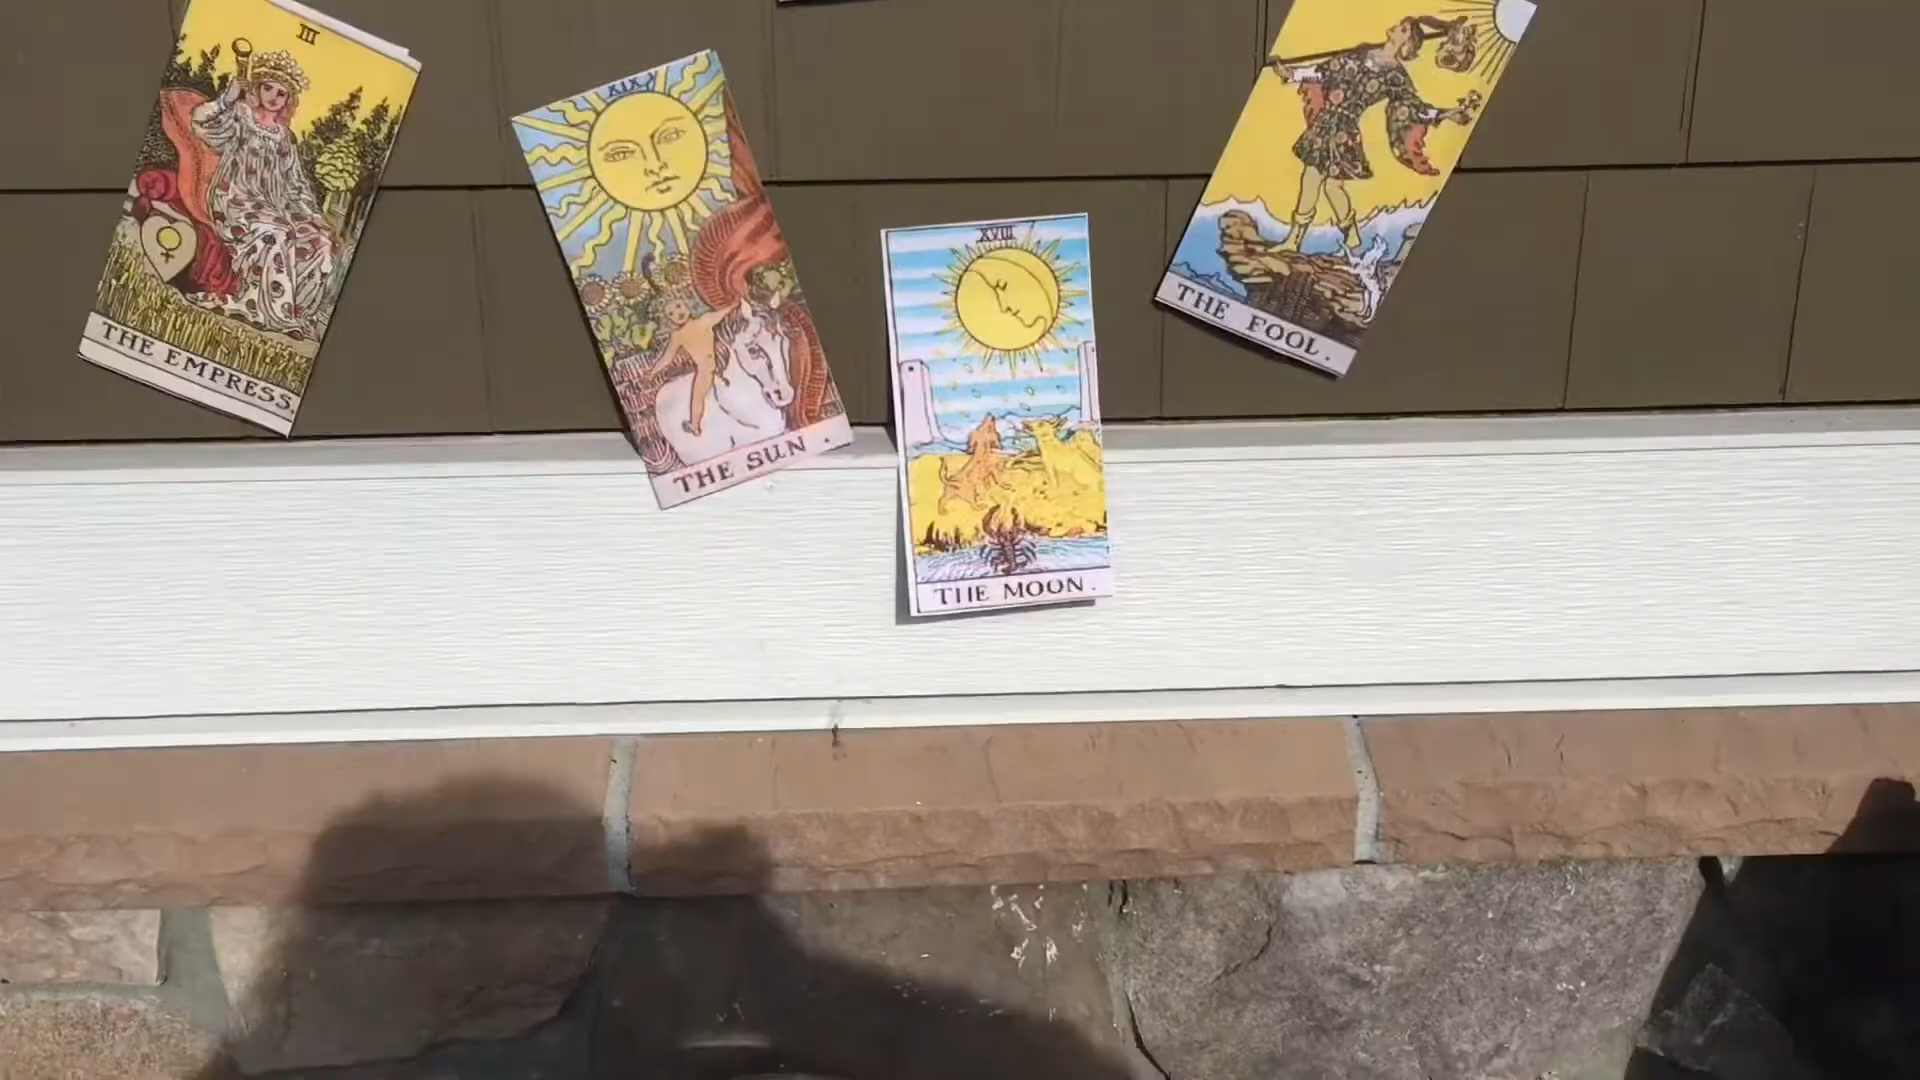 III
THE EMPRESS.
XIX
THE SUN .
XVIII
THE MOON .
THE FOOL .